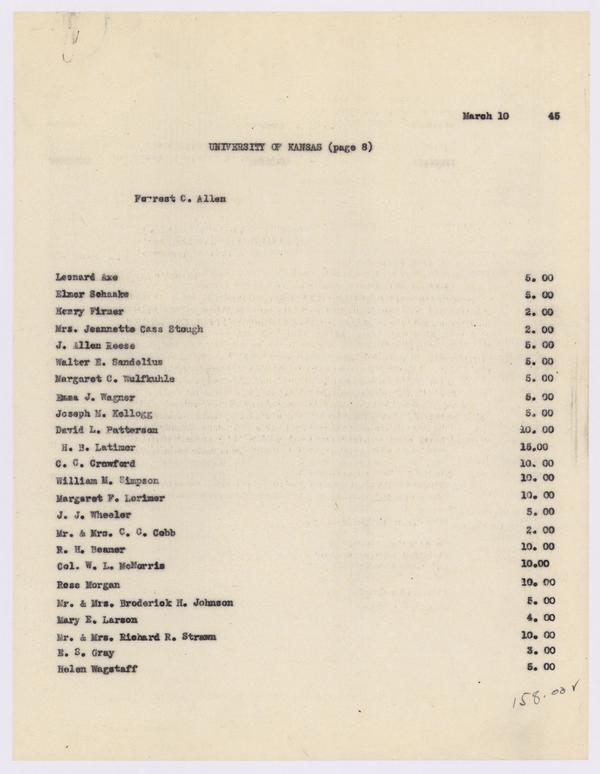 March 10 45
UNIVERSITY OF KANSAS (page 8)
Forrest C. Allen
Leonard Axe 5. 00
Elmer Schaake 5. 00
Henry Firmer 2. 00
Mrs. Jeannette Cass Stough 2. 00
J. Allen Reese 5. 00
Walter E. Sandelius 5. 00
Margaret C. Wulfkuhle 5. 00
Emma J. Wagner 5. 00
Joseph M. Kellogg 5. 00
David L. Patterson 10. 00
H. B. Latimer 15.00
C. C. Crawford 10. 00
William M. Simpson 10. 00
Margaret F. Lorimer 10. 00
J. J. Wheeler 5. 00
Mr. & Mrs. C. C. Cobb 2. 00
R. H. Beamer 10. 00
Col. W. L. McMorris 10.00
Rose Morgan 10. 00
Mr. & Mrs. Broderick H. Johnson 5. 00
Mary E. Larson 4. 00
Mr. & Mrs. Richard R. Strawn 10. 00
E. S. Gray 3. 00
Helen Wagstaff 5. 00
158.00 √